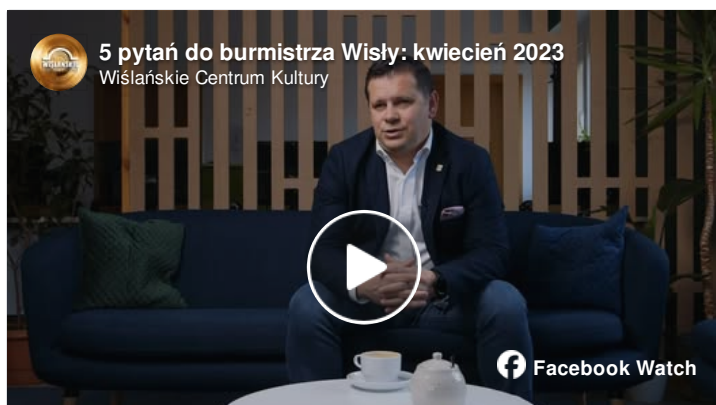 5 pytań do burmistrza Wisły: kwiecień 2023
Wiślańskie Centrum Kultury
Facebook Watch